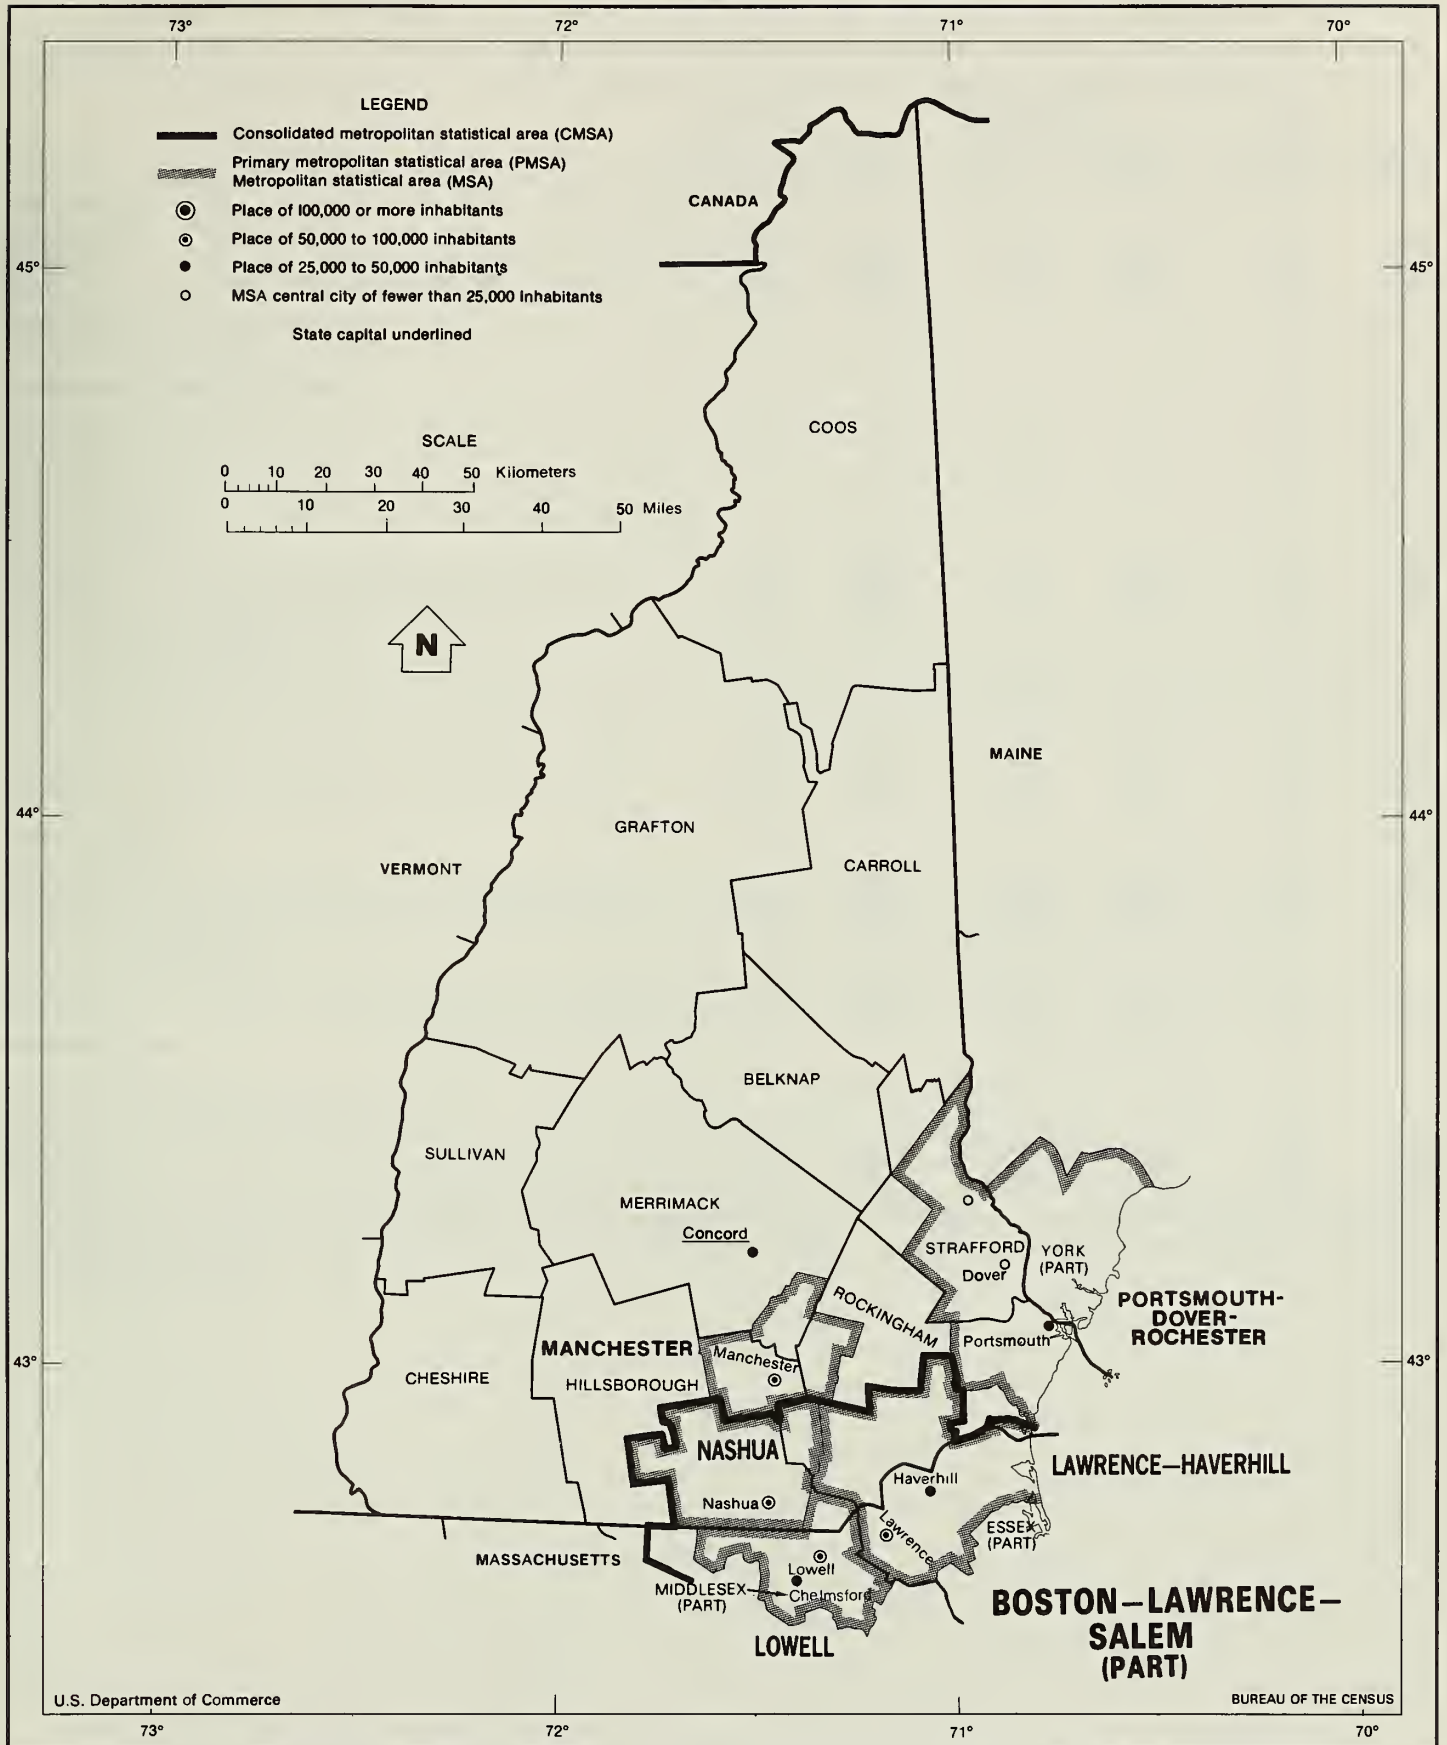 73°
72°
71°
70°
LEGEND
Consolidated metropolitan statistical area (CMSA)
Primary metropolitan statistical area (PMSA)
Metropolitan statistical area (MSA)
Place of 100,000 or more inhabitants
Place of 50,000 to 100,000 inhabitants
Place of 25,000 to 50,000 inhabitants
MSA central city of fewer than 25,000 Inhabitants
State capital underlined
CANADA
45°
45°
COOS
SCALE
0 10 20 30 40 50 Kilometers
0 10 20 30 40 50 Miles
N
MAINE
44°
44°
GRAFTON
CARROLL
VERMONT
BELKNAP
SULLIVAN
MERRIMACK
Concord
STRAFFORD
Dover
YORK
(PART)
ROCKINGHAM
PORTSMOUTH-
DOVER-
ROCHESTER
Portsmouth
43°
43°
MANCHESTER
Manchester
CHESHIRE
HILLSBOROUGH
NASHUA
Nashua
LAWRENCE—HAVERHILL
Haverhill
Lawrence
ESSEX
(PART)
MASSACHUSETTS
Lowell
MIDDLESEX
(PART)
Chelmsford
LOWELL
BOSTON—LAWRENCE—
SALEM
(PART)
U.S. Department of Commerce
BUREAU OF THE CENSUS
73°
72°
71°
70°